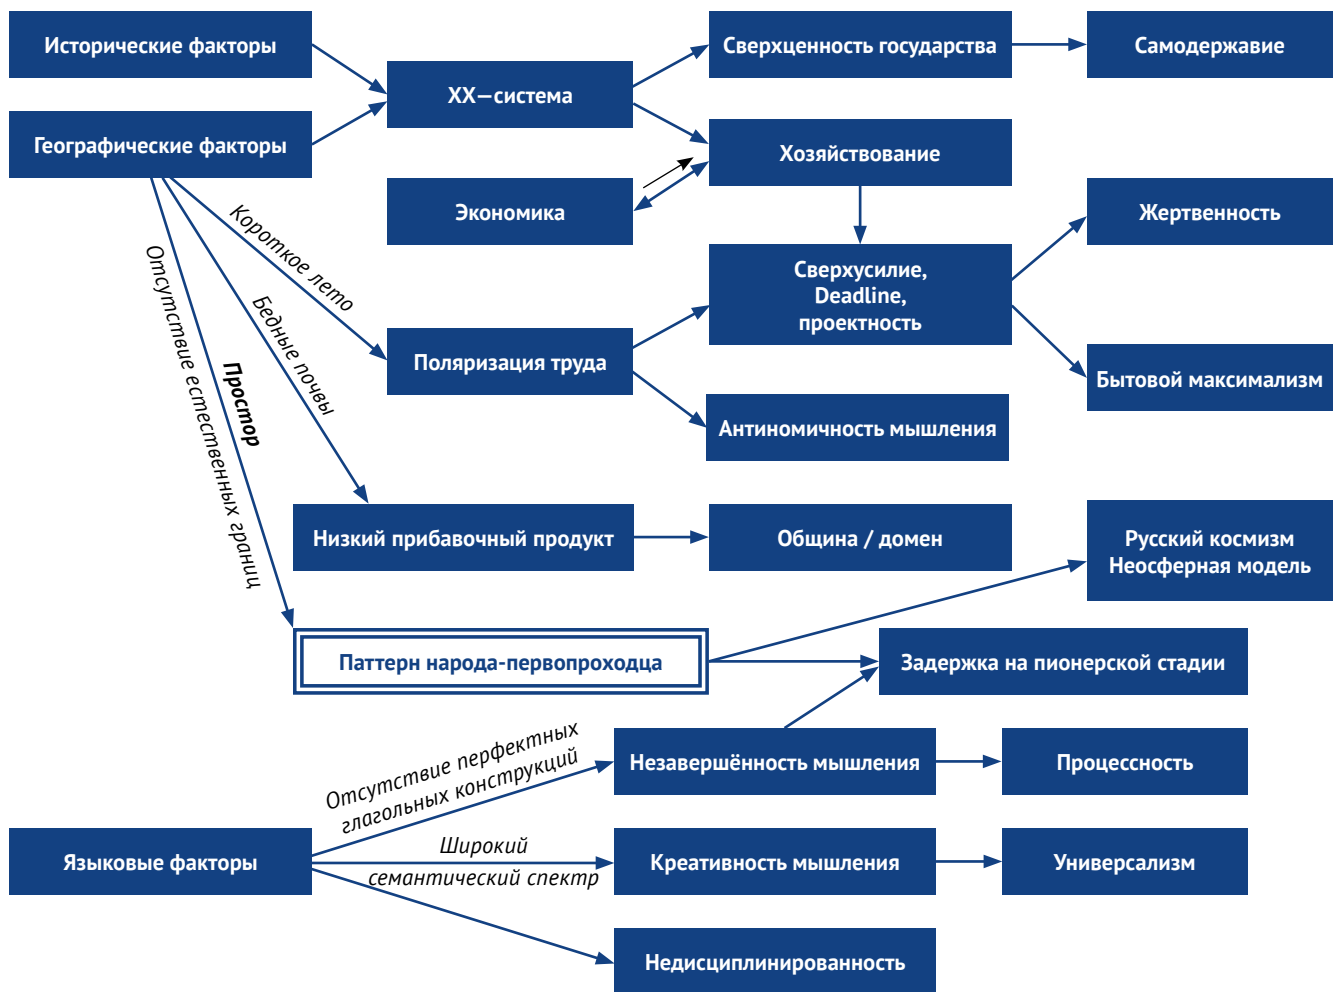 Исторические факторы
Сверхценность государства
Самодержавие
ХХ—система
Географические факторы
Хозяйствование
Экономика
Жертвенность
Короткое лето
Сверхусилие,
Deadline,
проектность
Отсутствие естественных границ
Простор
Бедные почвы
Поляризация труда
Бытовой максимализм
Антиномичность мышления
Низкий прибавочный продукт
Община / домен
Русский космизм
Неосферная модель
Паттерн народа-первопроходца
Задержка на пионерской стадии
Отсутствие перфектных
глагольных конструкций
Незавершённость мышления
Процессность
Языковые факторы
Широкий
семантический спектр
Креативность мышления
Универсализм
Недисциплинированность